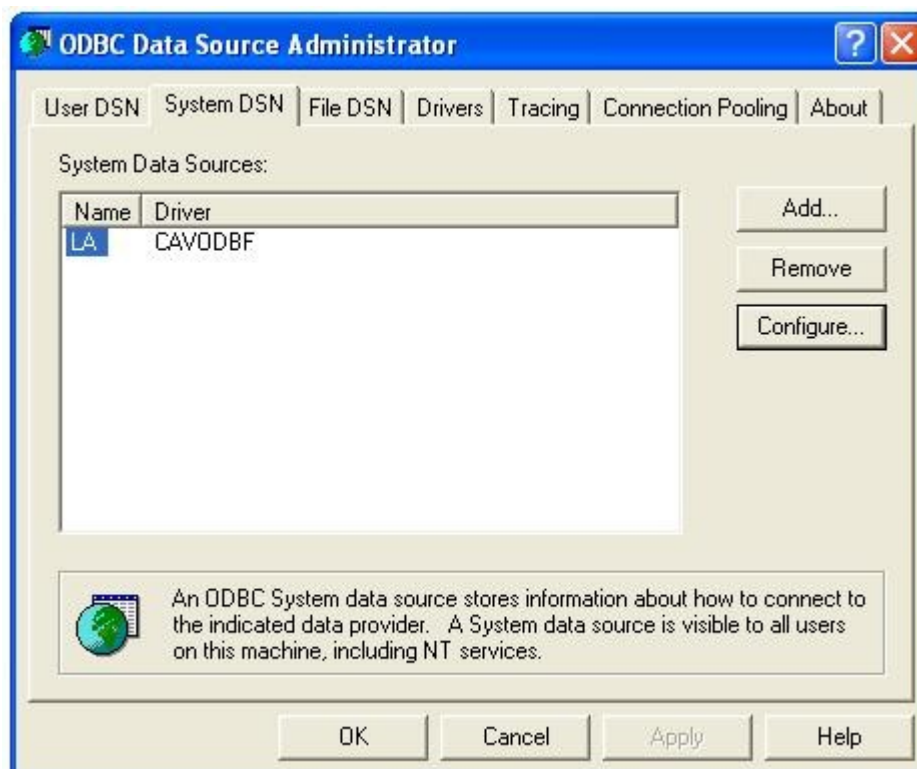 ODBC Data Source Administrator
User DSN System DSN File DSN Drivers Tracing Connection Pooling About
System Data Sources:
Name Driver
LA CAVODBF
Add...
Remove
Configure...
An ODBC System data source stores information about how to connect to
the indicated data provider. A System data source is visible to all users
on this machine, including NT services.
OK Cancel Apply Help